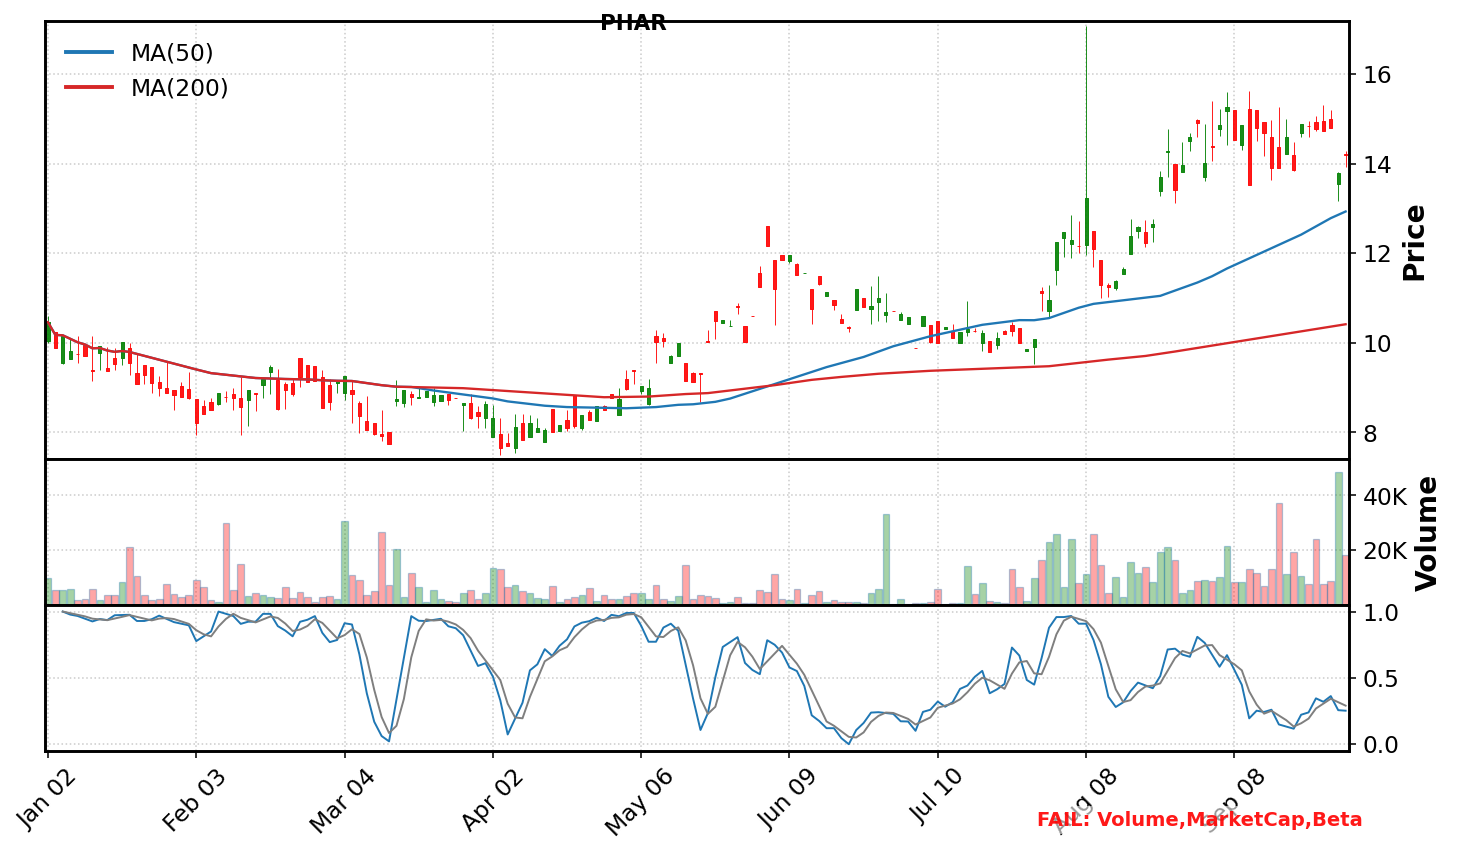 PHAR
MA(50)
MA(200)
16
14
12
10
8
Price
40K
20K
Volume
1.0
0.5
0.0
Jan 02
Feb 03
Mar 04
Apr 02
May 06
Jun 09
Jul 10
Aug 08
Sep 08
FAIL: Volume,MarketCap,Beta